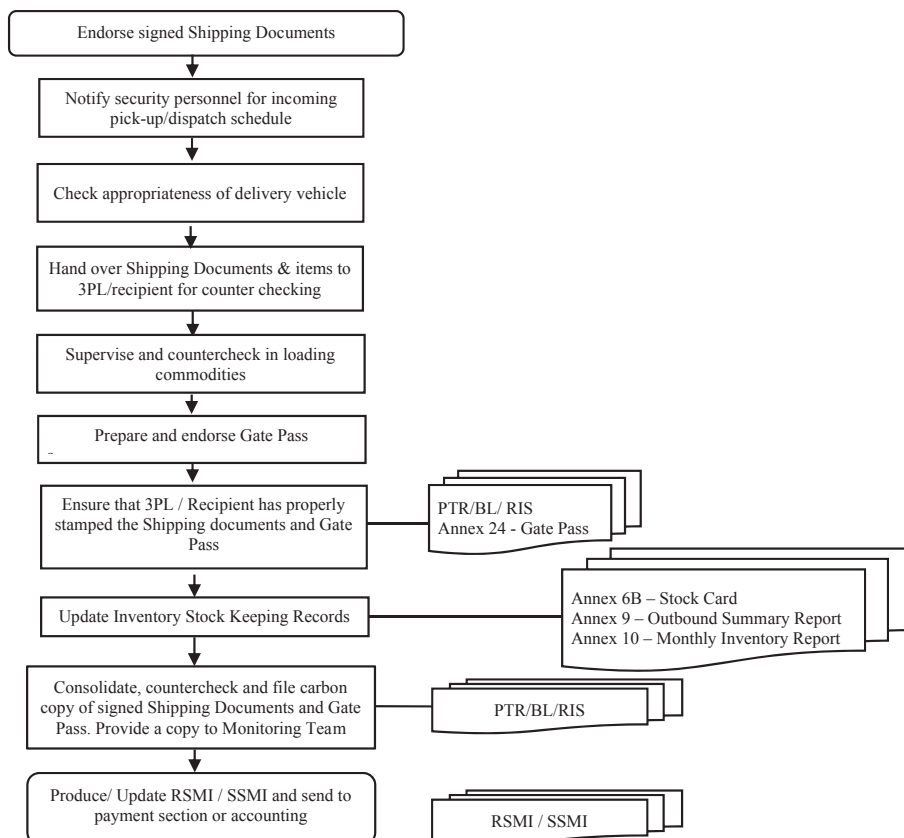 Endorse signed Shipping Documents
Notify security personnel for incoming
pick-up/dispatch schedule
Check appropriateness of delivery vehicle
Hand over Shipping Documents & items to
3PL/recipient for counter checking
Supervise and countercheck in loading
commodities
Prepare and endorse Gate Pass
-
Ensure that 3PL / Recipient has properly
stamped the Shipping documents and Gate
Pass
PTR/BL/ RIS
Annex 24 - Gate Pass
Update Inventory Stock Keeping Records
Annex 6B – Stock Card
Annex 9 – Outbound Summary Report
Annex 10 – Monthly Inventory Report
Consolidate, countercheck and file carbon
copy of signed Shipping Documents and Gate
Pass. Provide a copy to Monitoring Team
PTR/BL/RIS
Produce/ Update RSMI / SSMI and send to
payment section or accounting
RSMI / SSMI